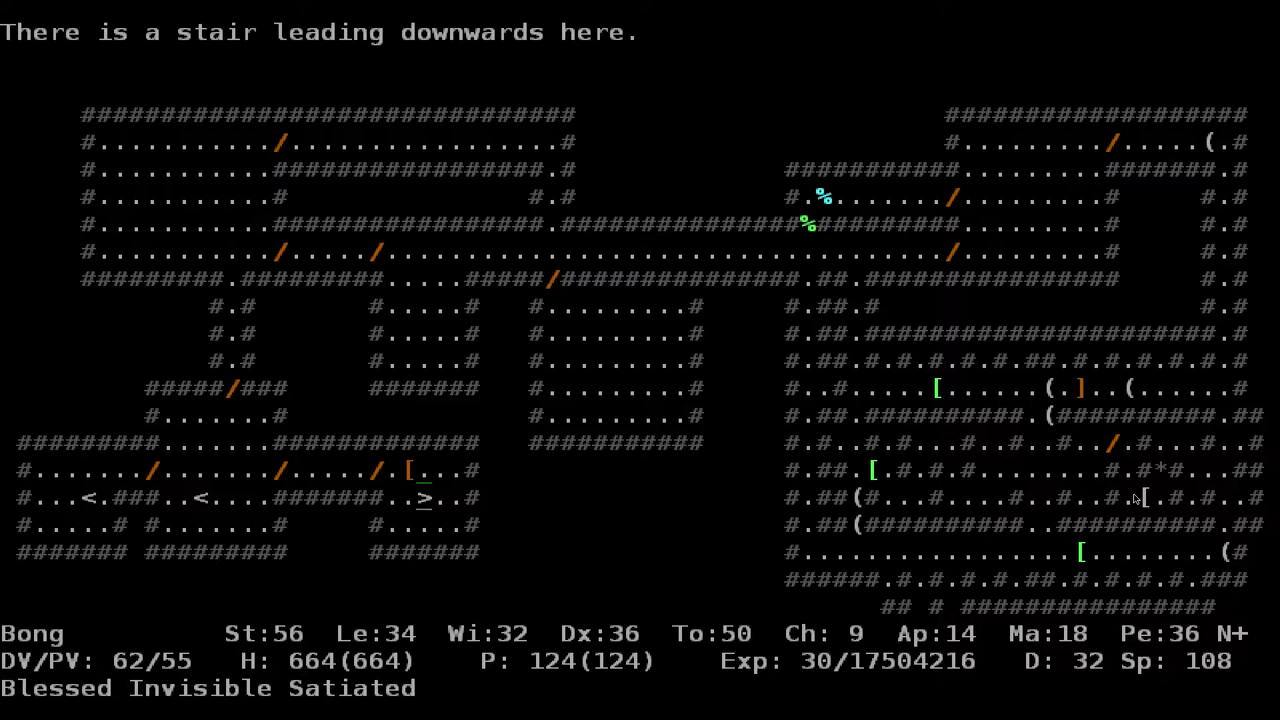 There is a stair leading downwards here.
Bong St:56 Le:34 Wi:32 Dx:36 To:50 Ch: 9 Ap:14 Ma:18 Pe:36 N+
DV/PV: 62/55 H: 664(664) P: 124(124) Exp: 30/17504216 D: 32 Sp: 108
Blessed Invisible Satiated